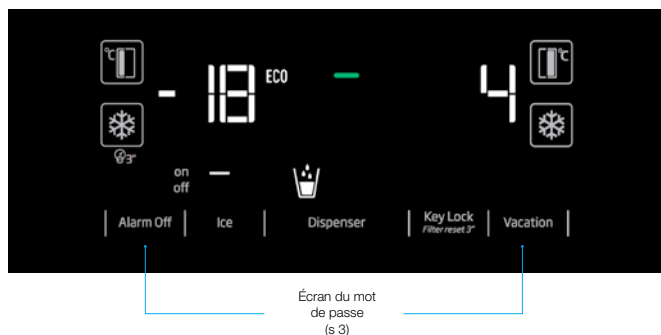 °C
°C
- 18 ECO
4
3"
on
off
Alarm Off Ice Dispenser Key Lock Vacation
Filter reset 3"
Écran du mot
de passe
(s 3)